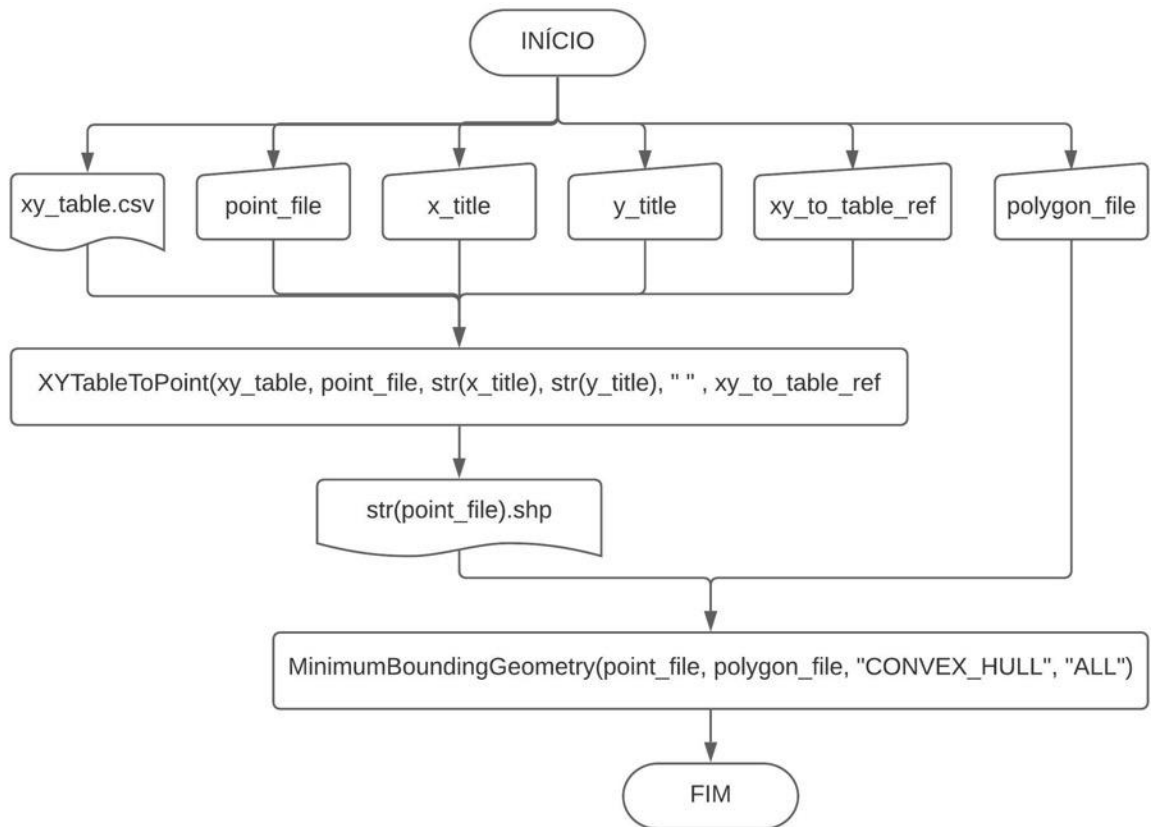 INÍCIO
xy_table.csv
point_file
x_title
y_title
xy_to_table_ref
polygon_file
XYTableToPoint(xy_table, point_file, str(x_title), str(y_title), " " , xy_to_table_ref
str(point_file).shp
MinimumBoundingGeometry(point_file, polygon_file, "CONVEX_HULL", "ALL")
FIM